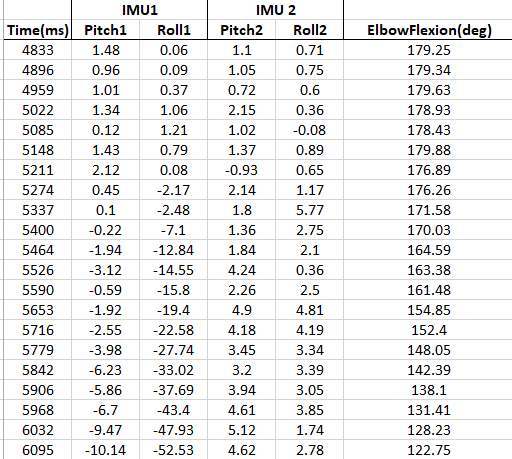 IMU1 IMU 2
Time(ms) Pitch1 Roll1 Pitch2 Roll2 ElbowFlexion(deg)
4833 1.48 0.06 1.1 0.71 179.25
4896 0.96 0.09 1.05 0.75 179.34
4959 1.01 0.37 0.72 0.6 179.63
5022 1.34 1.06 2.15 0.36 178.93
5085 0.12 1.21 1.02 -0.08 178.43
5148 1.43 0.79 1.37 0.89 179.88
5211 2.12 0.08 -0.93 0.65 176.89
5274 0.45 -2.17 2.14 1.17 176.26
5337 0.1 -2.48 1.8 5.77 171.58
5400 -0.22 -7.1 1.36 2.75 170.03
5464 -1.94 -12.84 1.84 2.1 164.59
5526 -3.12 -14.55 4.24 0.36 163.38
5590 -0.59 -15.8 2.26 2.5 161.48
5653 -1.92 -19.4 4.9 4.81 154.85
5716 -2.55 -22.58 4.18 4.19 152.4
5779 -3.98 -27.74 3.45 3.34 148.05
5842 -6.23 -33.02 3.2 3.39 142.39
5906 -5.86 -37.69 3.94 3.05 138.1
5968 -6.7 -43.4 4.61 3.85 131.41
6032 -9.47 -47.93 5.12 1.74 128.23
6095 -10.14 -52.53 4.62 2.78 122.75